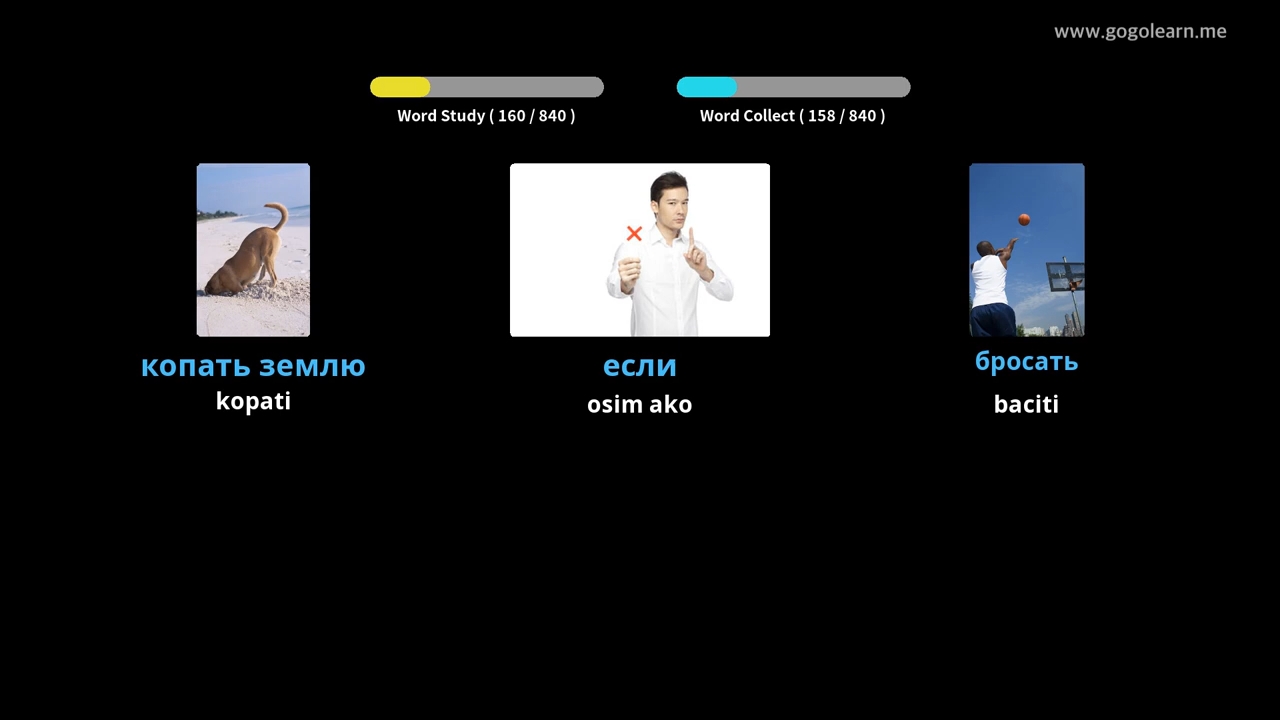 www.gogolearn.me
Word Study ( 160 / 840 )
Word Collect ( 158 / 840 )
копать землю
kopati
если
osim ako
бросать
baciti